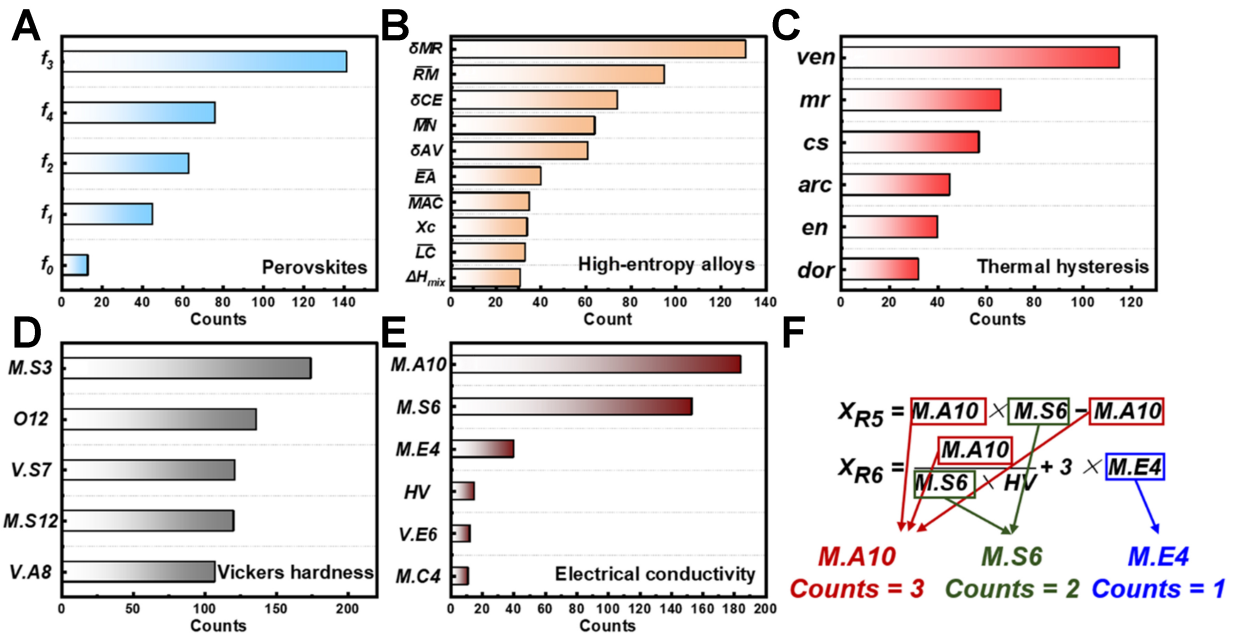 A
f3
f4
f2
f1
f0
Perovskites
0 20 40 60 80 100 120 140
Counts
B
δMR
R̅M̅
δCE
M̅N̅
δAV
E̅A̅
M̅A̅C̅
Xc
L̅C̅
ΔHmix
High-entropy alloys
0 20 40 60 80 100 120 140
Count
C
ven
mr
cs
arc
en
dor
Thermal hysteresis
0 20 40 60 80 100 120
Counts
D
M.S3
O12
V.S7
M.S12
V.A8
Vickers hardness
0 50 100 150 200
Counts
E
M.A10
M.S6
M.E4
HV
V.E6
M.C4
Electrical conductivity
0 20 40 60 80 100 120 140 160 180 200
Counts
F
XR5 = M.A10 × M.S6 – M.A10
M.A10
XR6 = + 3 × M.E4
M.S6 × HV
M.A10 M.S6 M.E4
Counts = 3 Counts = 2 Counts = 1